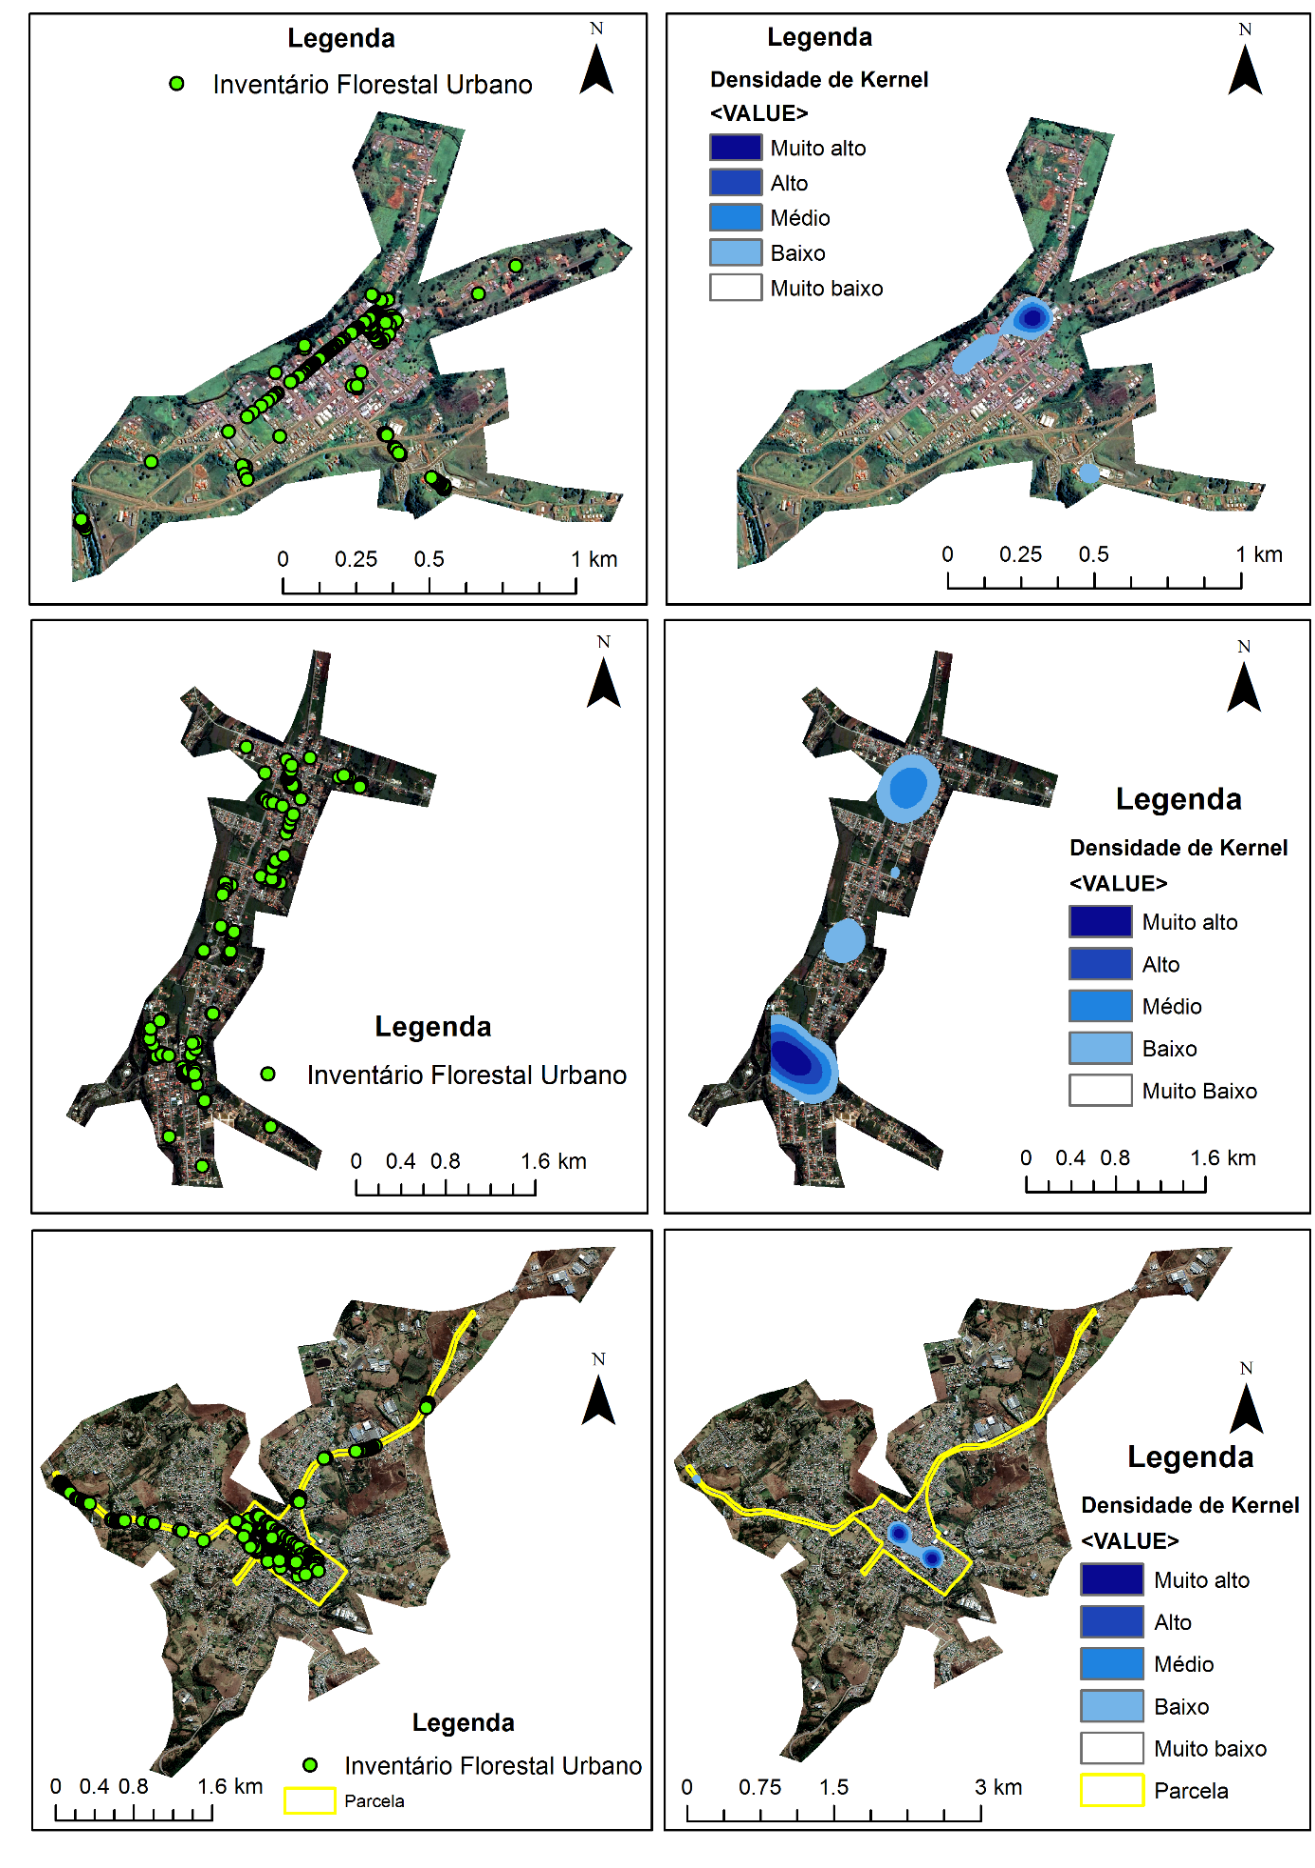 Legenda
N
Inventário Florestal Urbano
0 0.25 0.5 1 km
Legenda
N
Densidade de Kernel
<VALUE>
Muito alto
Alto
Médio
Baixo
Muito baixo
0 0.25 0.5 1 km
N
Legenda
Inventário Florestal Urbano
0 0.4 0.8 1.6 km
N
Legenda
Densidade de Kernel
<VALUE>
Muito alto
Alto
Médio
Baixo
Muito Baixo
0 0.4 0.8 1.6 km
N
Legenda
Inventário Florestal Urbano
Parcela
0 0.4 0.8 1.6 km
N
Legenda
Densidade de Kernel
<VALUE>
Muito alto
Alto
Médio
Baixo
Muito baixo
Parcela
0 0.75 1.5 3 km